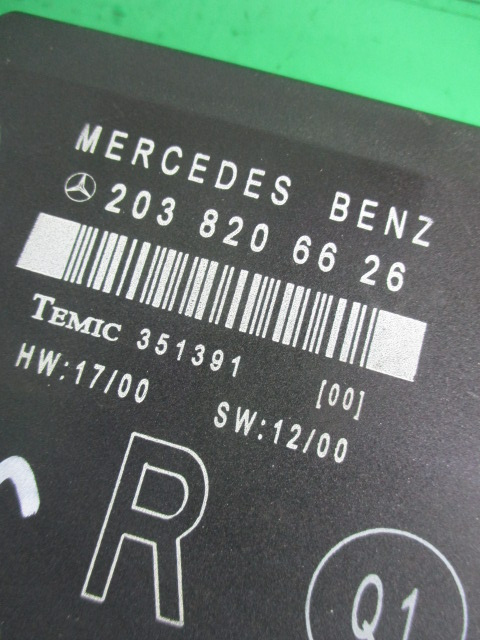 MERCEDES BENZ
203 820 66 26
TEMIC 351391 [00]
HW:17/00 SW:12/00
R
Q1